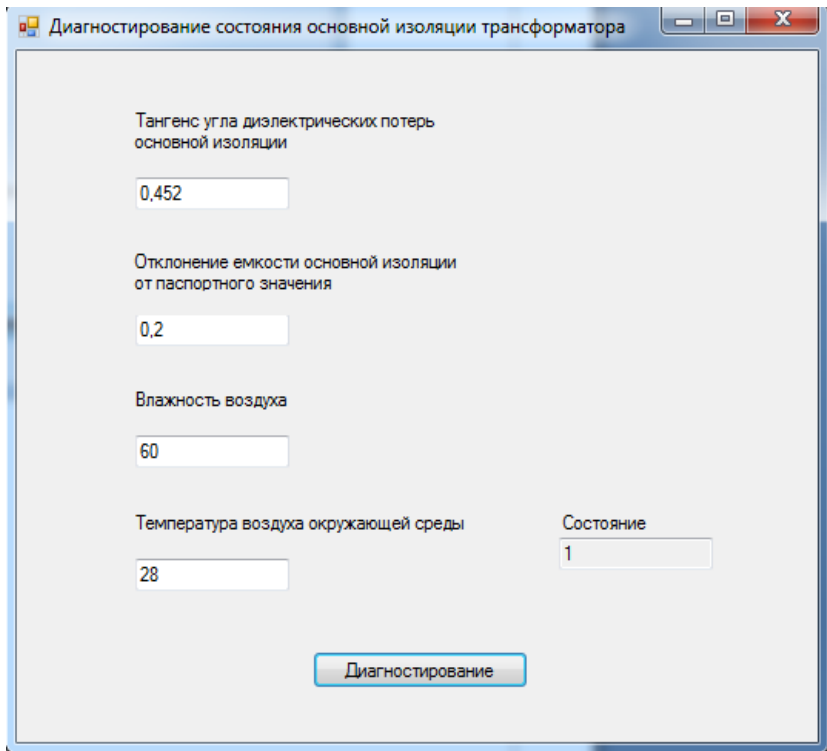 Диагностирование состояния основной изоляции трансформатора
Тангенс угла диэлектрических потерь
основной изоляции
0,452
Отклонение емкости основной изоляции
от паспортного значения
0,2
Влажность воздуха
60
Температура воздуха окружающей среды
Состояние
1
28
Диагностирование